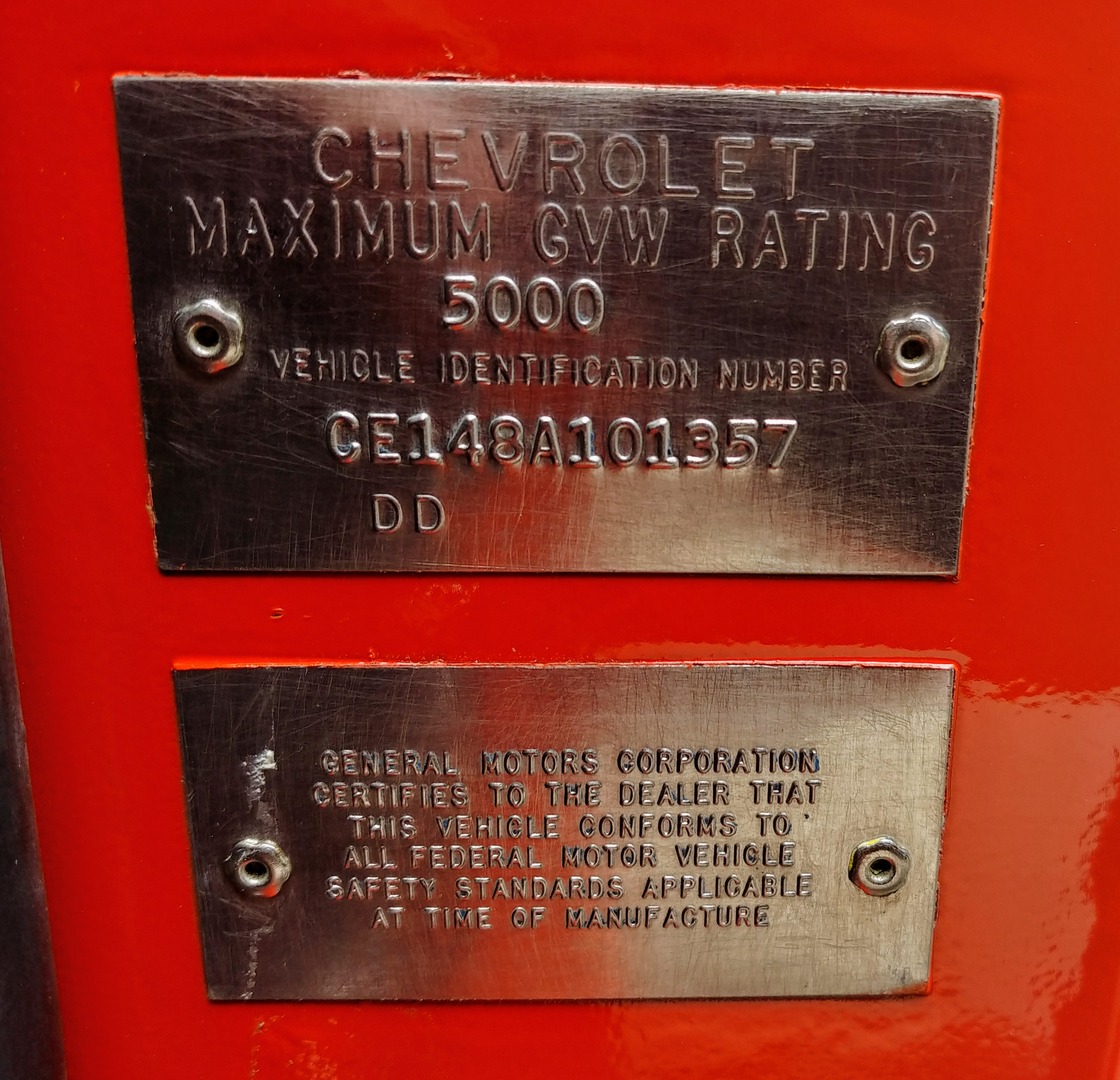 CHEVROLET
MAXIMUM GVW RATING
5000
VEHICLE IDENTIFICATION NUMBER
CE148A101357
DD
GENERAL MOTORS CORPORATION
CERTIFIES TO THE DEALER THAT
THIS VEHICLE CONFORMS TO
ALL FEDERAL MOTOR VEHICLE
SAFETY STANDARDS APPLICABLE
AT TIME OF MANUFACTURE